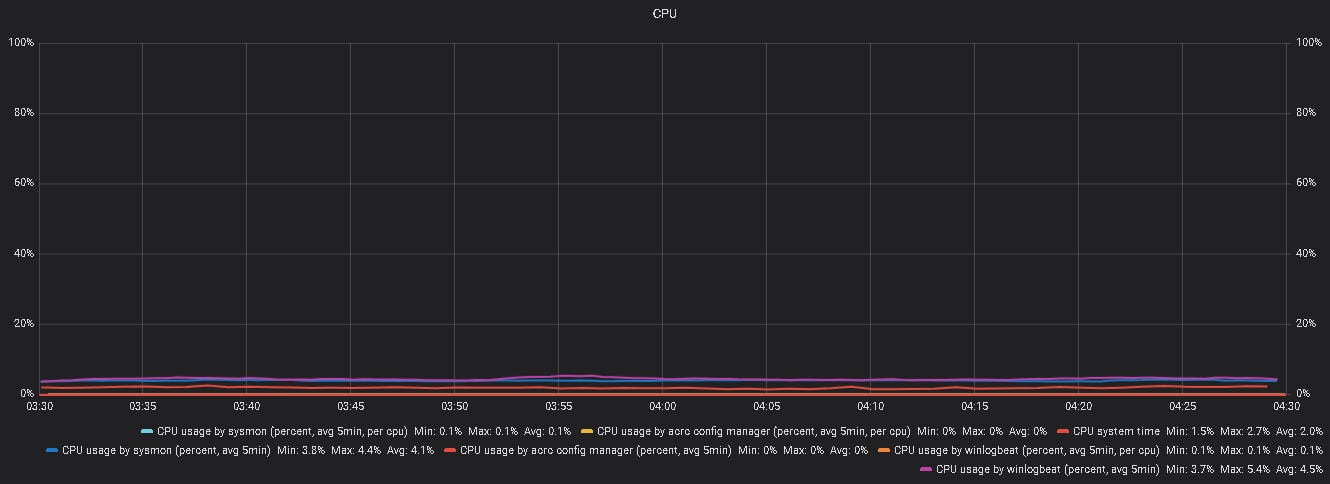 CPU
100% 100%
80% 80%
60% 60%
40% 40%
20% 20%
0% 0%
03:30 03:35 03:40 03:45 03:50 03:55 04:00 04:05 04:10 04:15 04:20 04:25 04:30
CPU usage by sysmon (percent, avg 5min, per cpu) Min: 0.1% Max: 0.1% Avg: 0.1% CPU usage by acrc config manager (percent, avg 5min, per cpu) Min: 0% Max: 0% Avg: 0% CPU system time Min: 1.5% Max: 2.7% Avg: 2.0%
CPU usage by sysmon (percent, avg 5min) Min: 3.8% Max: 4.4% Avg: 4.1% CPU usage by acrc config manager (percent, avg 5min) Min: 0% Max: 0% Avg: 0% CPU usage by winlogbeat (percent, avg 5min, per cpu) Min: 0.1% Max: 0.1% Avg: 0.1%
CPU usage by winlogbeat (percent, avg 5min) Min: 3.7% Max: 5.4% Avg: 4.5%